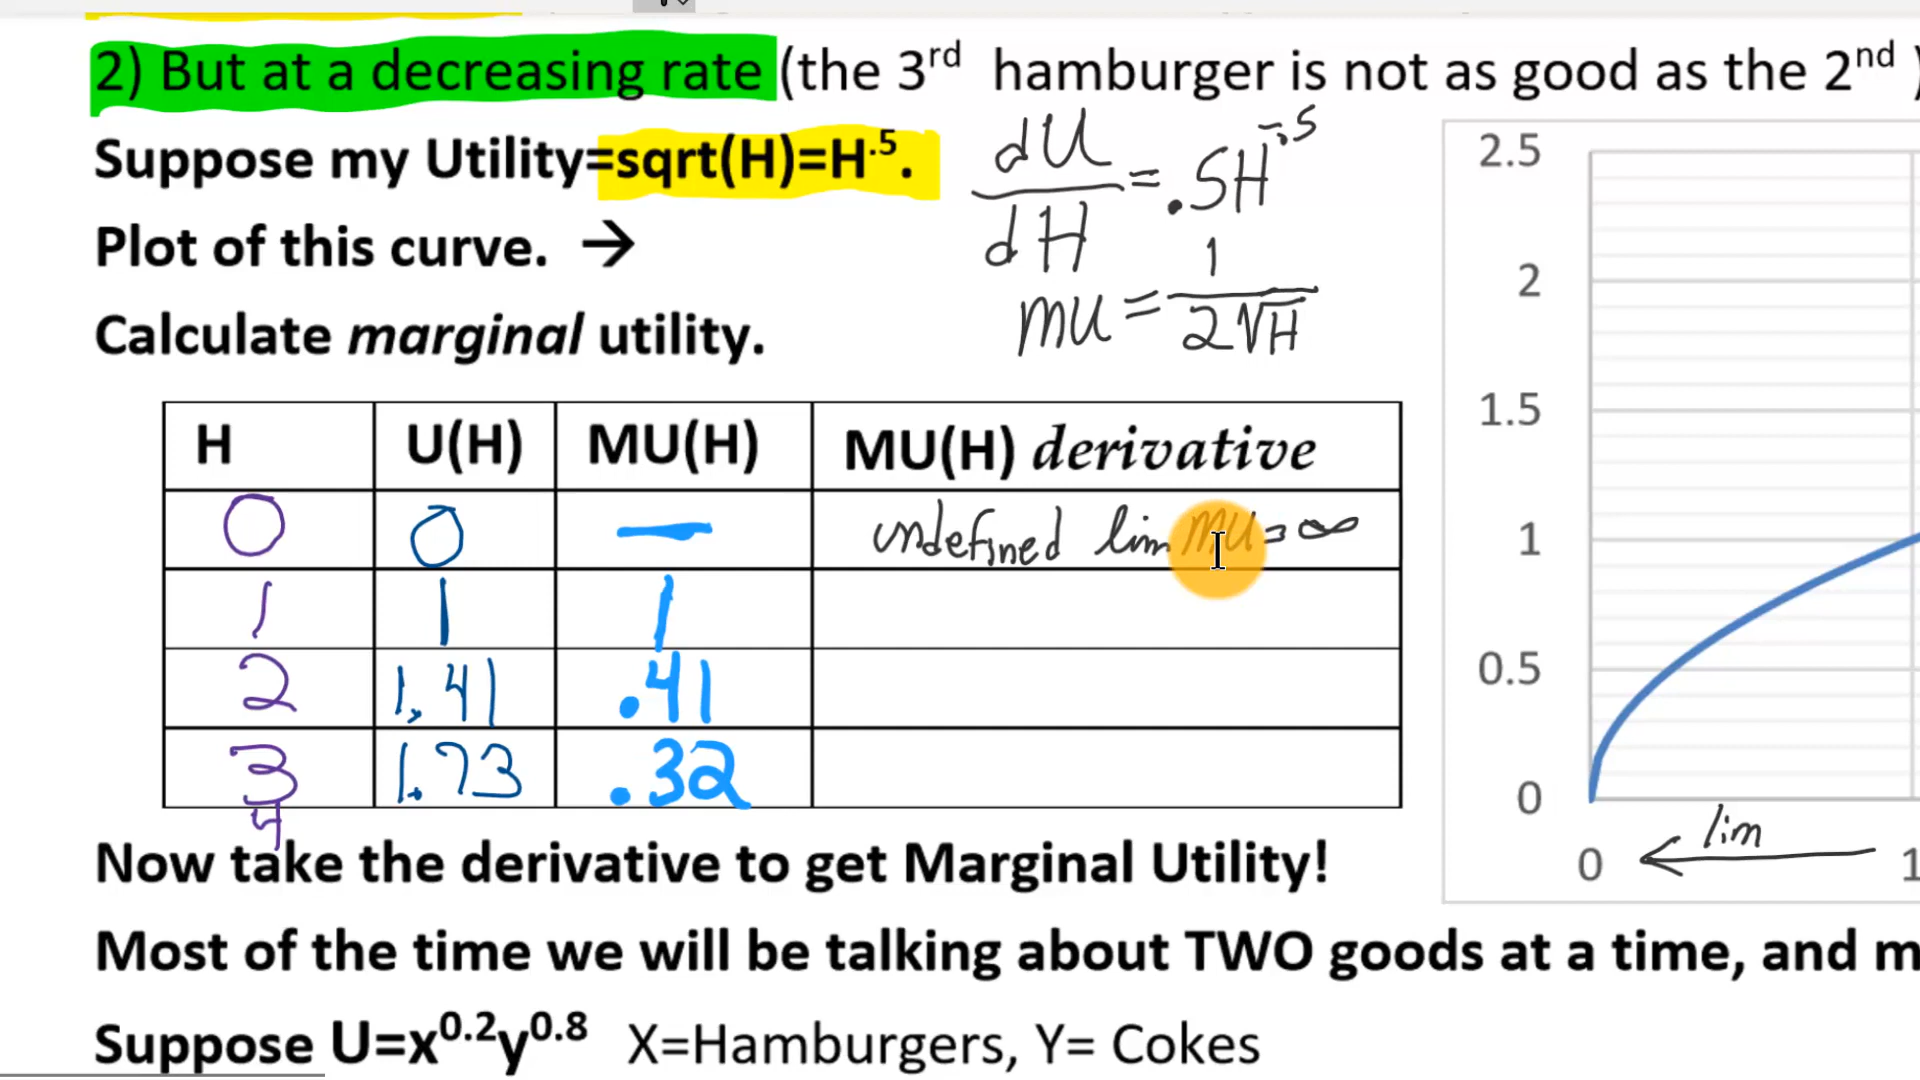 2) But at a decreasing rate (the 3rd hamburger is not as good as the 2nd )
Suppose my Utility=sqrt(H)=H.5.
dU/dH = .5H-.5
Plot of this curve. →
Calculate marginal utility.
MU = 1/2√H
H U(H) MU(H) MU(H) derivative
0 0 — undefined lim MU = ∞
1 1 1
2 1.41 .41
3 1.73 .32
4
Now take the derivative to get Marginal Utility!
Most of the time we will be talking about TWO goods at a time, and m
Suppose U=x0.2y0.8 X=Hamburgers, Y= Cokes
2.5
2
1.5
1
0.5
0
lim
0 1